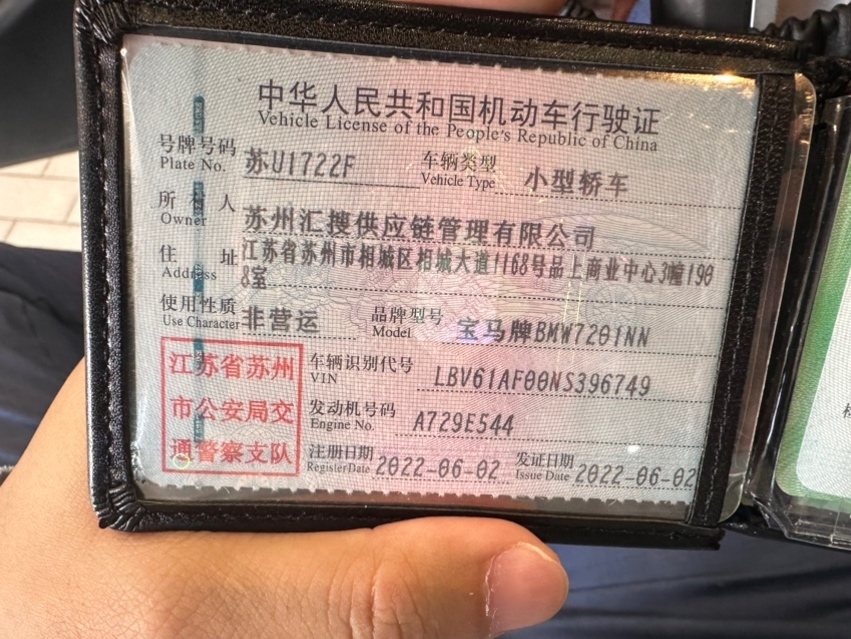 中华人民共和国机动车行驶证
Vehicle License of the People's Republic of China
号牌号码 苏U1722F 车辆类型 小型轿车
Plate No. Vehicle Type
所有人 苏州汇搜供应链管理有限公司
Owner
住址 江苏省苏州市相城区相城大道1168号品上商业中心3幢190
Address 8室
使用性质 非营运 品牌型号 宝马牌BMW7201NN
Use Character Model
江苏省苏州 车辆识别代号 LBV61AF00NS396749
VIN
市公安局交 发动机号码 A729E544
Engine No.
通警察支队 注册日期 2022-06-02 发证日期 2022-06-02
Register Date Issue Date